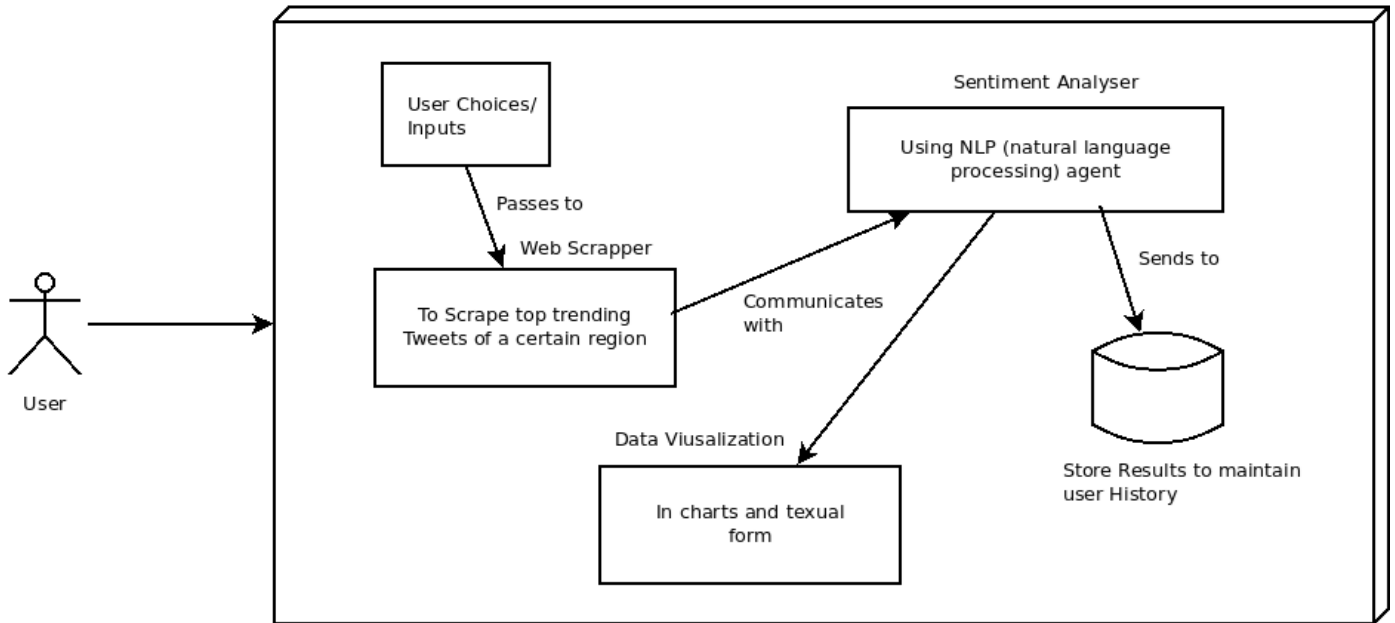 User Choices/
Inputs
Passes to
Web Scrapper
To Scrape top trending
Tweets of a certain region
Communicates
with
Sentiment Analyser
Using NLP (natural language
processing) agent
Sends to
Store Results to maintain
user History
Data Viusalization
In charts and texual
form
User